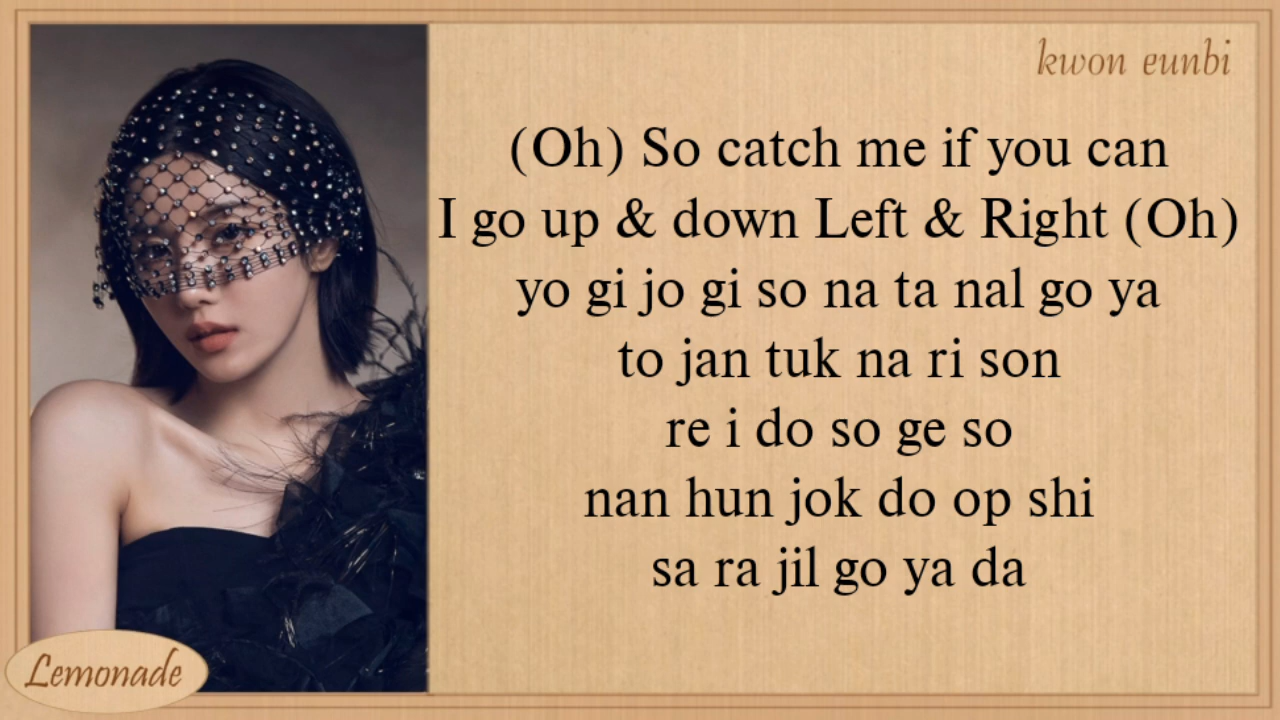 kwon eunbi
(Oh) So catch me if you can
I go up & down Left & Right (Oh)
yo gi jo gi so na ta nal go ya
to jan tuk na ri son
re i do so ge so
nan hun jok do op shi
sa ra jil go ya da
Lemonade